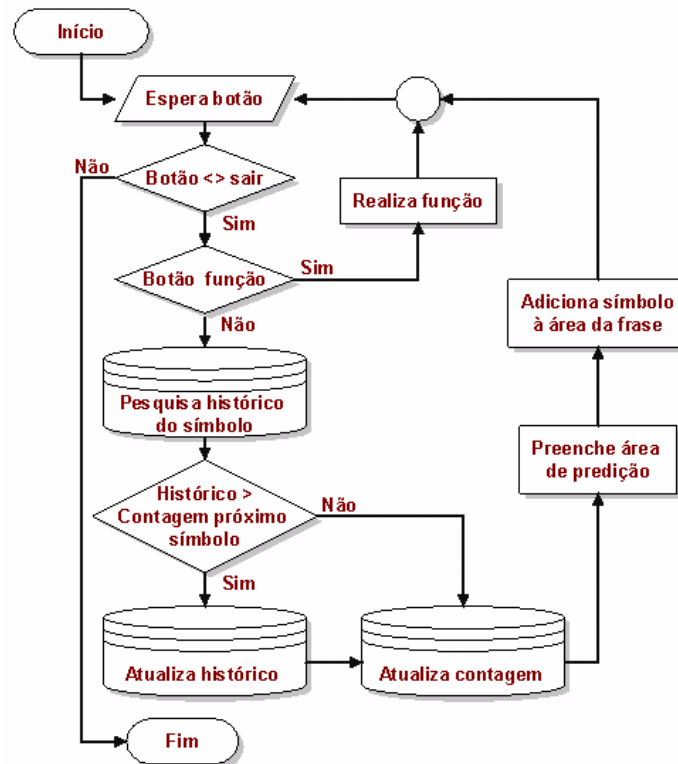 Início
Espera botão
Não
Botão <> sair
Sim
Realiza função
Botão função
Sim
Não
Adiciona símbolo
à área da frase
Pesquisa histórico
do símbolo
Preenche área
de predição
Histórico >
Contagem próximo
símbolo
Não
Sim
Atualiza histórico
Atualiza contagem
Fim